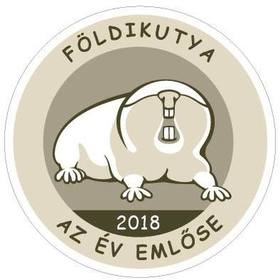 FÖLDIKUTYA
2018
AZ ÉV EMLŐSE